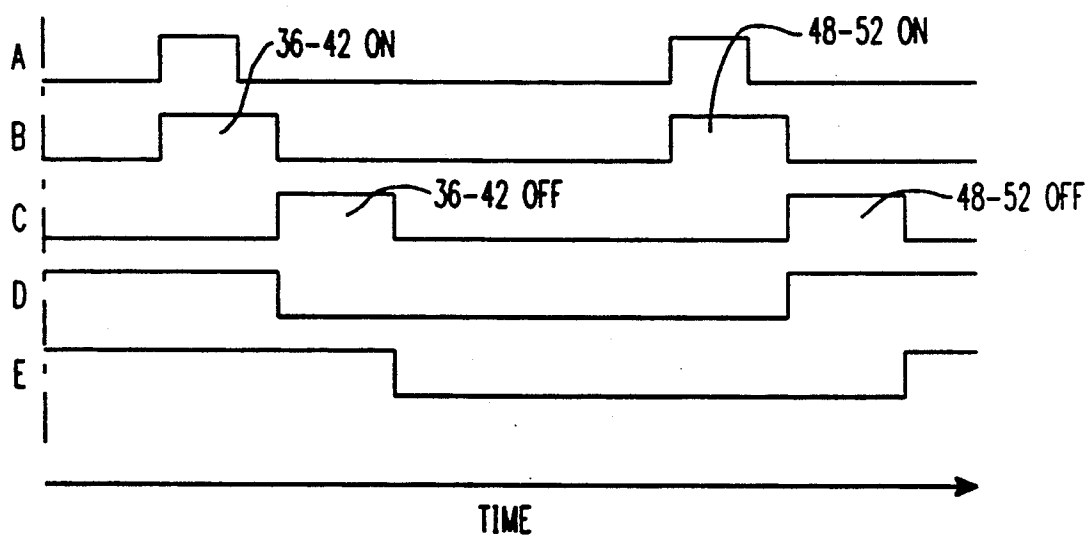 A
36-42 ON
48-52 ON
B
C
36-42 OFF
48-52 OFF
D
E
TIME